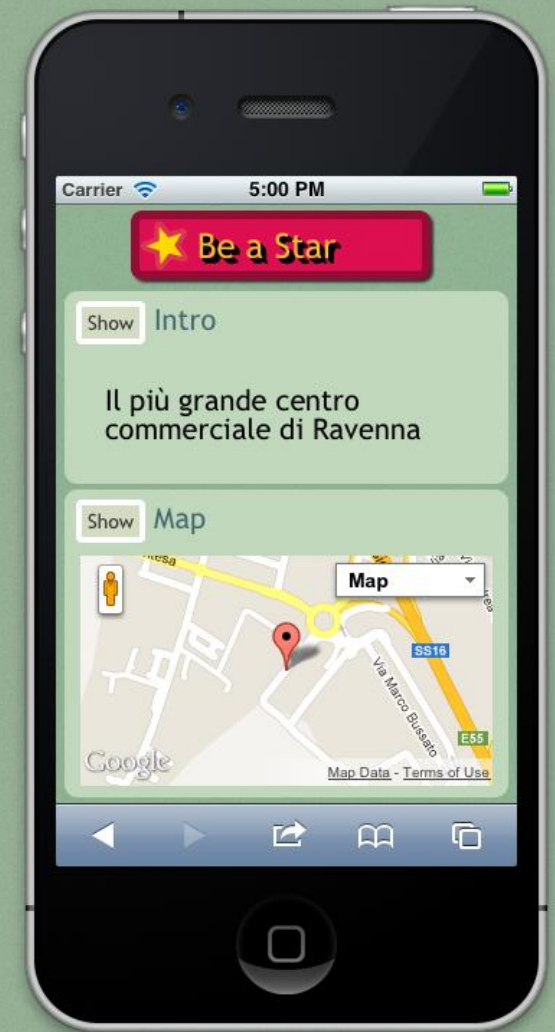 Carrier 5:00 PM
Be a Star
Show Intro
Il più grande centro
commerciale di Ravenna
Show Map
Map
SS16
Via Marco Bussato
E55
Google
Map Data - Terms of Use